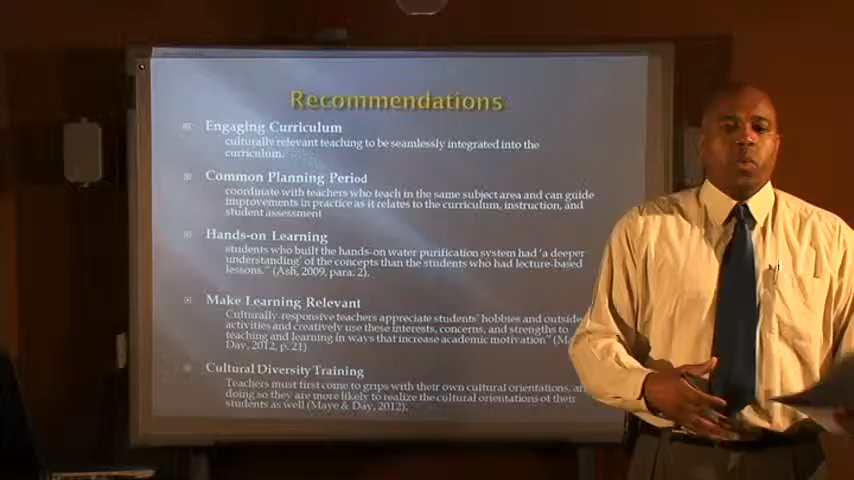 Recommendations
Engaging Curriculum
culturally relevant teaching to be seamlessly integrated into the
curriculum.
Common Planning Period
coordinate with teachers who teach in the same subject area and can guide
improvements in practice as it relates to the curriculum, instruction, and
student assessment
Hands-on Learning
students who built the hands-on water purification system had 'a deeper
understanding' of the concepts than the students who had lecture-based
lessons." (Ash, 2009, para. 2).
Make Learning Relevant
Culturally-responsive teachers appreciate students' hobbies and outside
activities and creatively use these interests, concerns, and strengths to
teaching and learning in ways that increase academic motivation"
Day, 2012, p. 21)
Cultural Diversity Training
Teachers must first come to grips with their own cultural orientations,
doing so they are more likely to realize the cultural orientations of their
students as well (Maye & Day, 2012).